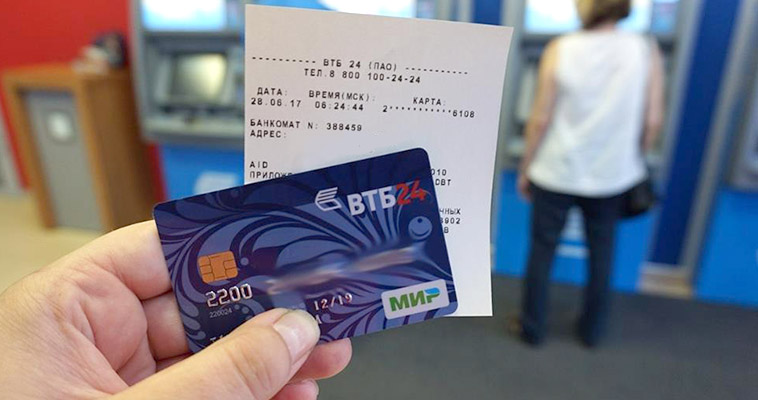 ---------- ВТБ 24 (ПАО) ----------
ТЕЛ.8 800 100-24-24
ДАТА: ВРЕМЯ(МСК): КАРТА:
28.06.17 06:24:44 2***********6108
БАНКОМАТ N: 388459
АДРЕС:
AID
ВТБ24
2200
220024
12/19
МИР